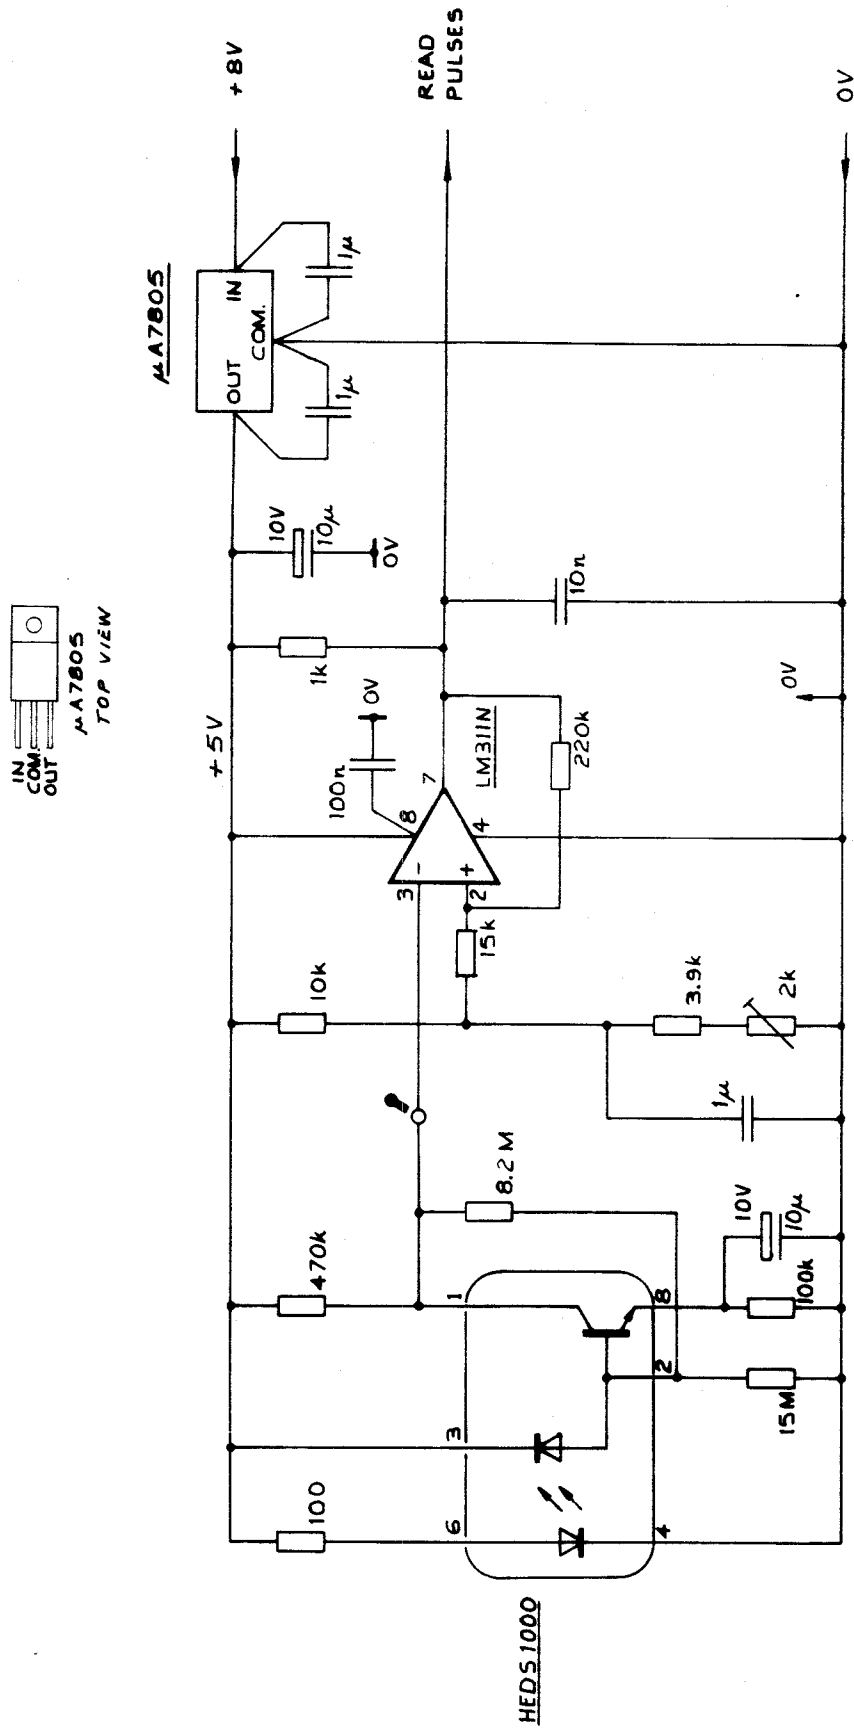 HEDS1000
100
6
4
3
15M
2
470k
1
8
100k
10V
10μ
8.2M
1μ
10k
3.9k
2k
15k
3
-
2
+
8
4
7
LM311N
220k
+5V
100n
0V
1k
0V
10V
10μ
0V
10n
μA7805
OUT
IN
COM.
1μ
1μ
+8V
READ
PULSES
0V
IN
COM.
OUT
μA7805
TOP VIEW